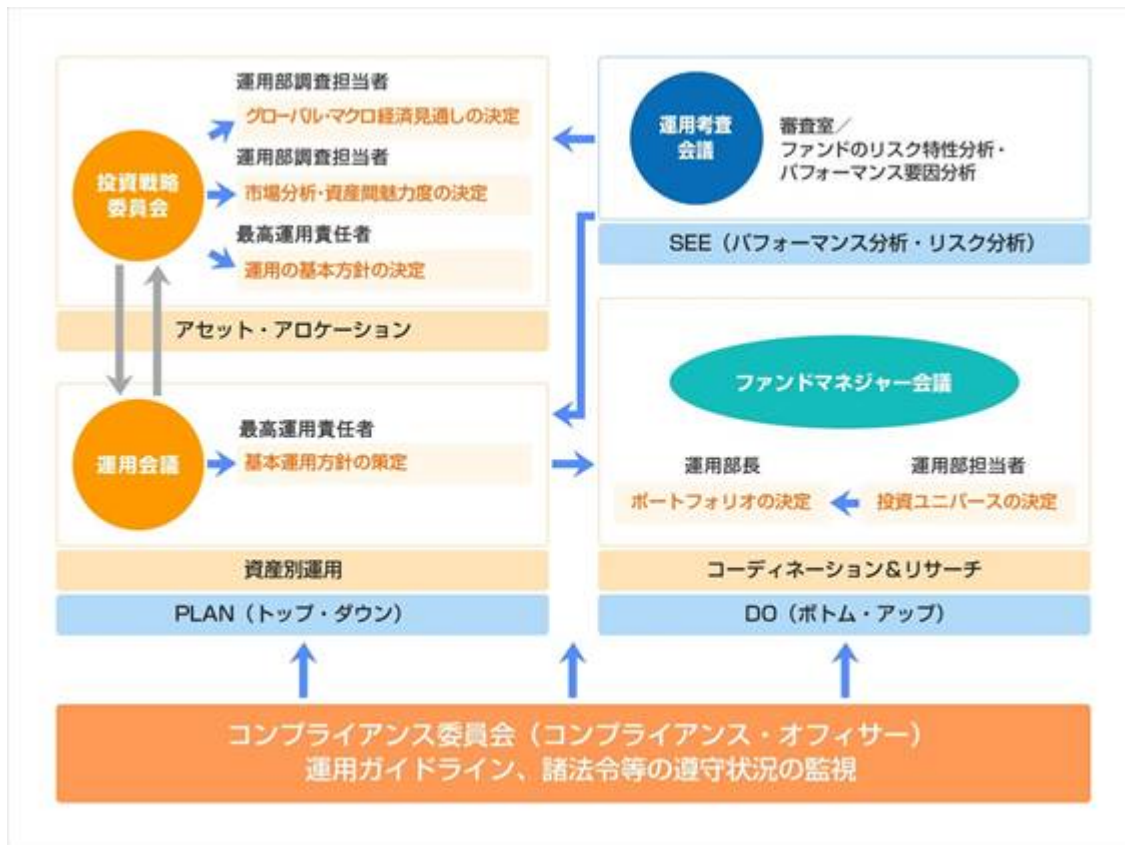 運用部調査担当者
グローバル・マクロ経済見通しの決定
運用部調査担当者
市場分析・資産間魅力度の決定
最高運用責任者
運用の基本方針の決定
投資戦略
委員会
アセット・アロケーション
運用考査
会議
審査室／
ファンドのリスク特性分析・
パフォーマンス要因分析
SEE（パフォーマンス分析・リスク分析）
運用会議
最高運用責任者
基本運用方針の策定
資産別運用
PLAN（トップ・ダウン）
ファンドマネジャー会議
運用部長
ポートフォリオの決定
運用部担当者
投資ユニバースの決定
コーディネーション＆リサーチ
DO（ボトム・アップ）
コンプライアンス委員会（コンプライアンス・オフィサー）
運用ガイドライン、諸法令等の遵守状況の監視